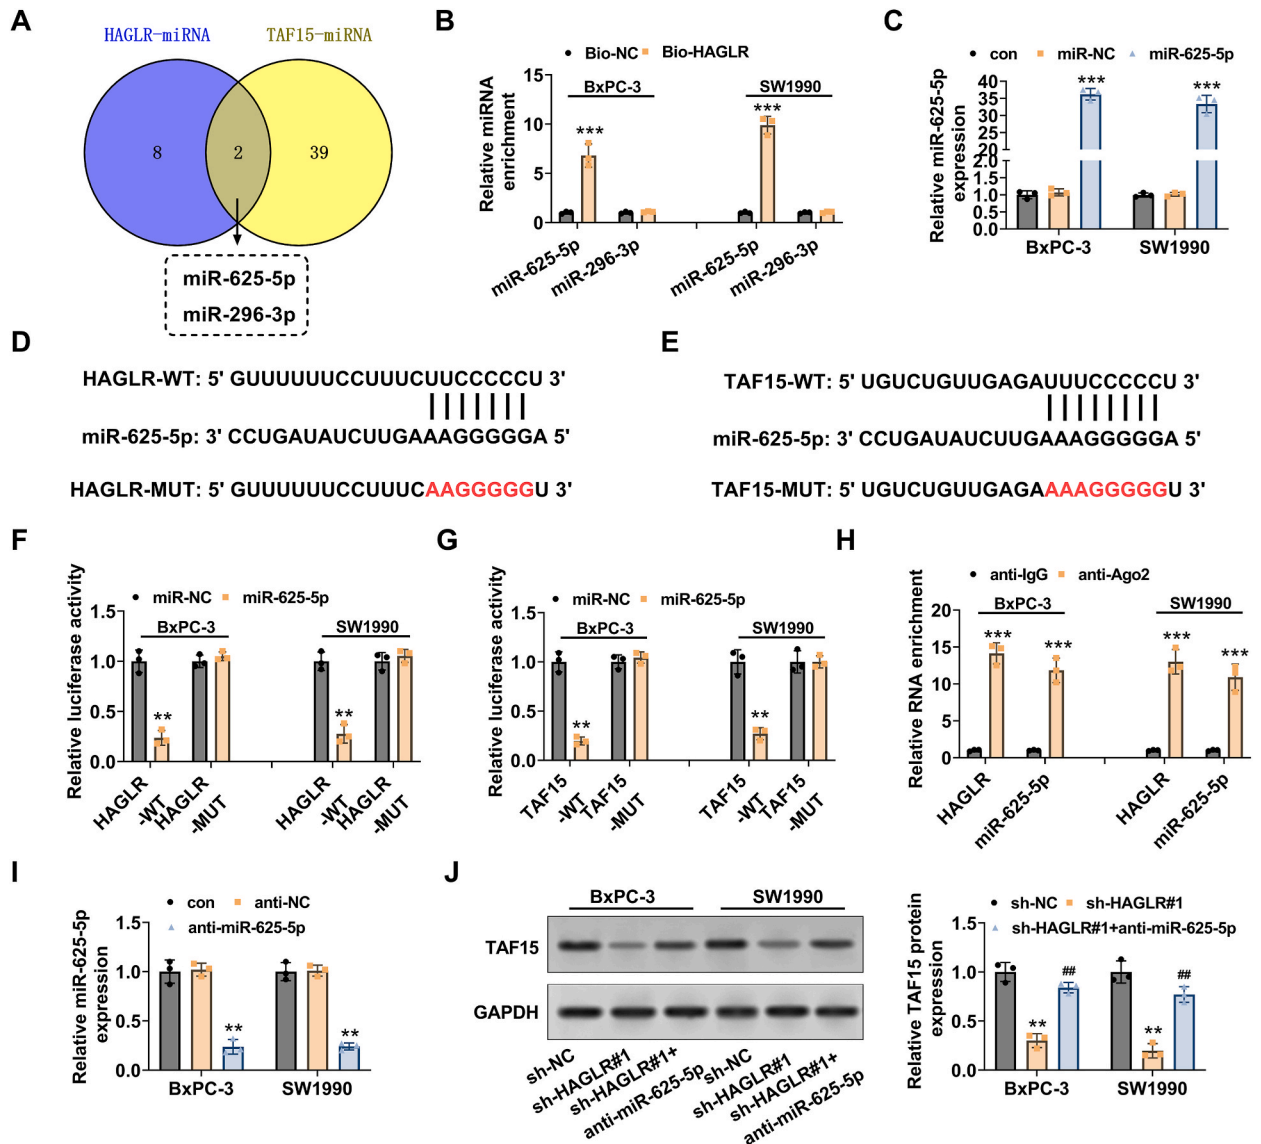 A
HAGLR-miRNA
TAF15-miRNA
8
2
39
miR-625-5p
miR-296-3p
B
Bio-NC
Bio-HAGLR
BxPC-3
SW1990
Relative miRNA
enrichment
15
10
5
0
***
***
miR-625-5p
miR-296-3p
miR-625-5p
miR-296-3p
C
con
miR-NC
miR-625-5p
Relative miR-625-5p
expression
40
35
30
25
20
2.0
1.5
1.0
0.5
0.0
***
***
BxPC-3
SW1990
D
HAGLR-WT: 5' GUUUUUUCCUUUCUUCCCCCU 3'
miR-625-5p: 3' CCUGAUAUCUUGAAAGGGGGA 5'
HAGLR-MUT: 5' GUUUUUUCCUUUCAAGGGGGU 3'
E
TAF15-WT: 5' UGUCUGUUGAGAUUUCCCCCU 3'
miR-625-5p: 3' CCUGAUAUCUUGAAAGGGGGA 5'
TAF15-MUT: 5' UGUCUGUUGAGAAAAGGGGGU 3'
F
miR-NC
miR-625-5p
BxPC-3
SW1990
Relative luciferase activity
1.5
1.0
0.5
0.0
**
**
HAGLR
-WT
HAGLR
-MUT
HAGLR
-WT
HAGLR
-MUT
G
miR-NC
miR-625-5p
BxPC-3
SW1990
Relative luciferase activity
1.5
1.0
0.5
0.0
**
**
TAF15
-WT
TAF15
-MUT
TAF15
-WT
TAF15
-MUT
H
anti-IgG
anti-Ago2
BxPC-3
SW1990
Relative RNA enrichment
20
15
10
5
0
***
***
***
***
HAGLR
miR-625-5p
HAGLR
miR-625-5p
I
con
anti-NC
anti-miR-625-5p
Relative miR-625-5p
expression
1.5
1.0
0.5
0.0
**
**
BxPC-3
SW1990
J
BxPC-3
SW1990
TAF15
GAPDH
sh-NC
sh-HAGLR#1
sh-HAGLR#1+
anti-miR-625-5p
sh-NC
sh-HAGLR#1
sh-HAGLR#1+
anti-miR-625-5p
sh-NC
sh-HAGLR#1
sh-HAGLR#1+anti-miR-625-5p
Relative TAF15 protein
expression
1.5
1.0
0.5
0.0
**
##
**
##
BxPC-3
SW1990